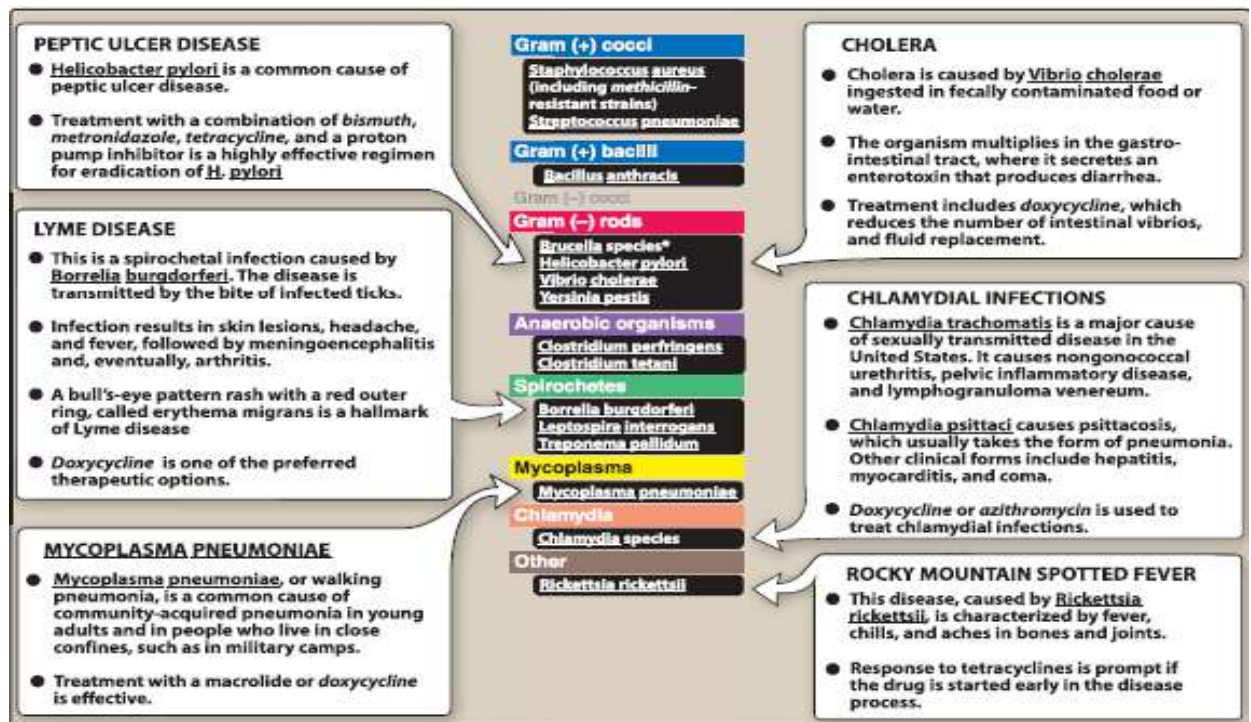 PEPTIC ULCER DISEASE
● Helicobacter pylori is a common cause of
peptic ulcer disease.
● Treatment with a combination of bismuth,
metronidazole, tetracycline, and a proton
pump inhibitor is a highly effective regimen
for eradication of H. pylori
LYME DISEASE
● This is a spirochetal infection caused by
Borrelia burgdorferi. The disease is
transmitted by the bite of infected ticks.
● Infection results in skin lesions, headache,
and fever, followed by meningoencephalitis
and, eventually, arthritis.
● A bull's-eye pattern rash with a red outer
ring, called erythema migrans is a hallmark
of Lyme disease
● Doxycycline is one of the preferred
therapeutic options.
MYCOPLASMA PNEUMONIAE
● Mycoplasma pneumoniae, or walking
pneumonia, is a common cause of
community-acquired pneumonia in young
adults and in people who live in close
confines, such as in military camps.
● Treatment with a macrolide or doxycycline
is effective.
Gram (+) cocci
Staphylococcus aureus
(including methicillin-
resistant strains)
Streptococcus pneumoniae
Gram (+) bacilli
Bacillus anthracis
Gram (–) cocci
Gram (–) rods
Brucella species*
Helicobacter pylori
Vibrio cholerae
Yersinia pestis
Anaerobic organisms
Clostridium perfringens
Clostridium tetani
Spirochetes
Borrelia burgdorferi
Leptospira interrogans
Treponema pallidum
Mycoplasma
Mycoplasma pneumoniae
Chlamydia
Chlamydia species
Other
Rickettsia rickettsii
CHOLERA
● Cholera is caused by Vibrio cholerae
ingested in fecally contaminated food or
water.
● The organism multiplies in the gastro-
intestinal tract, where it secretes an
enterotoxin that produces diarrhea.
● Treatment includes doxycycline, which
reduces the number of intestinal vibrios,
and fluid replacement.
CHLAMYDIAL INFECTIONS
● Chlamydia trachomatis is a major cause
of sexually transmitted disease in the
United States. It causes nongonococcal
urethritis, pelvic inflammatory disease,
and lymphogranuloma venereum.
● Chlamydia psittaci causes psittacosis,
which usually takes the form of pneumonia.
Other clinical forms include hepatitis,
myocarditis, and coma.
● Doxycycline or azithromycin is used to
treat chlamydial infections.
ROCKY MOUNTAIN SPOTTED FEVER
● This disease, caused by Rickettsia
rickettsii, is characterized by fever,
chills, and aches in bones and joints.
● Response to tetracyclines is prompt if
the drug is started early in the disease
process.